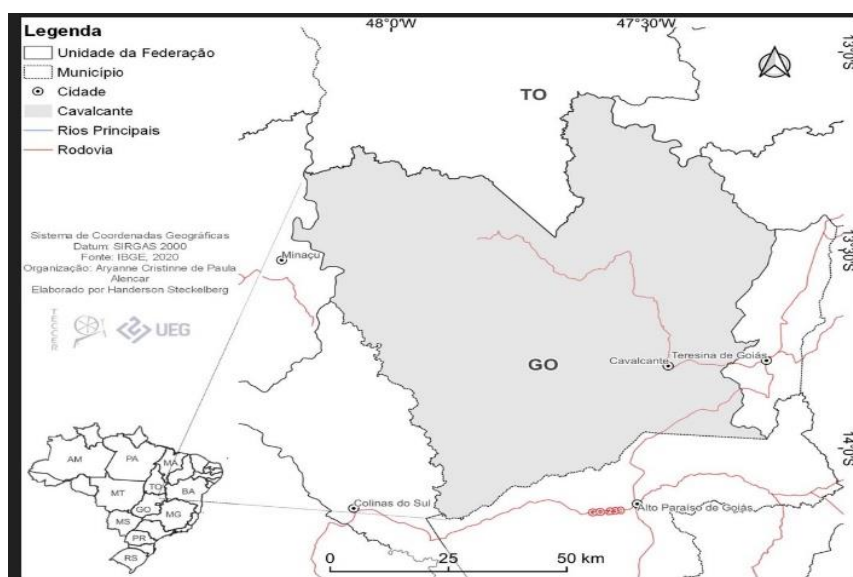 Legenda
Unidade da Federação
Município
Cidade
Cavalcante
Rios Principais
Rodovia
48°0'W
47°30'W
13°0'S
TO
Sistema de Coordenadas Geográficas
Datum: SIRGAS 2000
Fonte: IBGE, 2020
Organização: Aryanne Cristinne de Paula
Alencar
Elaborado por Handerson Steckelberg
TECCER
UEG
Minaçu
13°30'S
GO
Cavalcante
Teresina de Goiás
14°0'S
Colinas do Sul
GO-239
Alto Paraíso de Goiás
AM
PA
MA
TO
MT
BA
GO
MG
MS
PR
RS
0
25
50 km